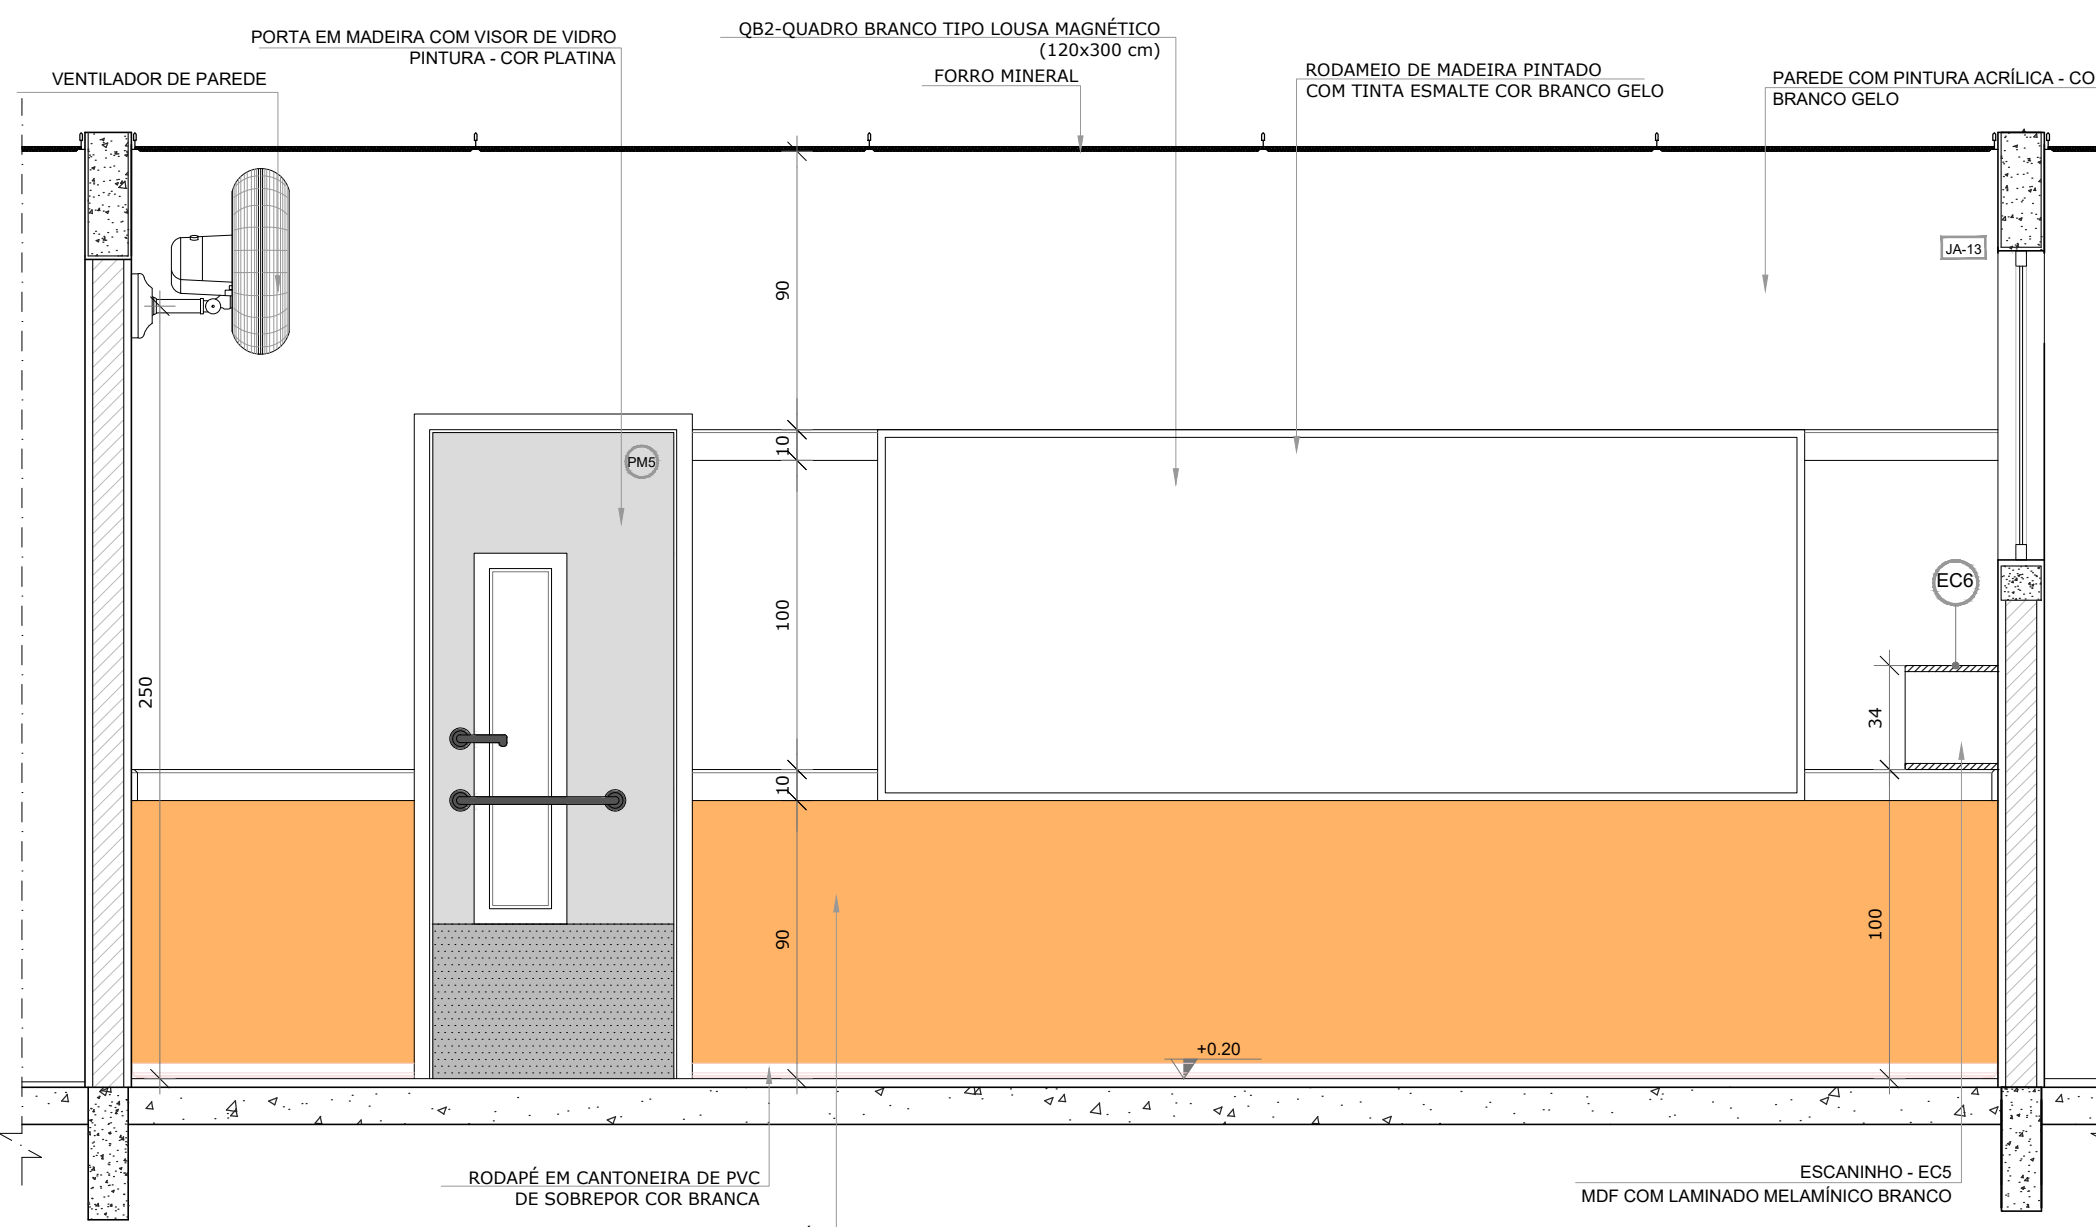 QB2-QUADRO BRANCO TIPO LOUSA MAGNÉTICO
(120x300 cm)
PORTA EM MADEIRA COM VISOR DE VIDRO
PINTURA - COR PLATINA
VENTILADOR DE PAREDE
FORRO MINERAL
RODAMEIO DE MADEIRA PINTADO
COM TINTA ESMALTE COR BRANCO GELO
PAREDE COM PINTURA ACRÍLICA - CO
BRANCO GELO
JA-13
90
10
PM5
EC6
100
250
34
10
90
100
+0.20
RODAPÉ EM CANTONEIRA DE PVC
DE SOBREPOR COR BRANCA
ESCANINHO - EC5
MDF COM LAMINADO MELAMÍNICO BRANCO